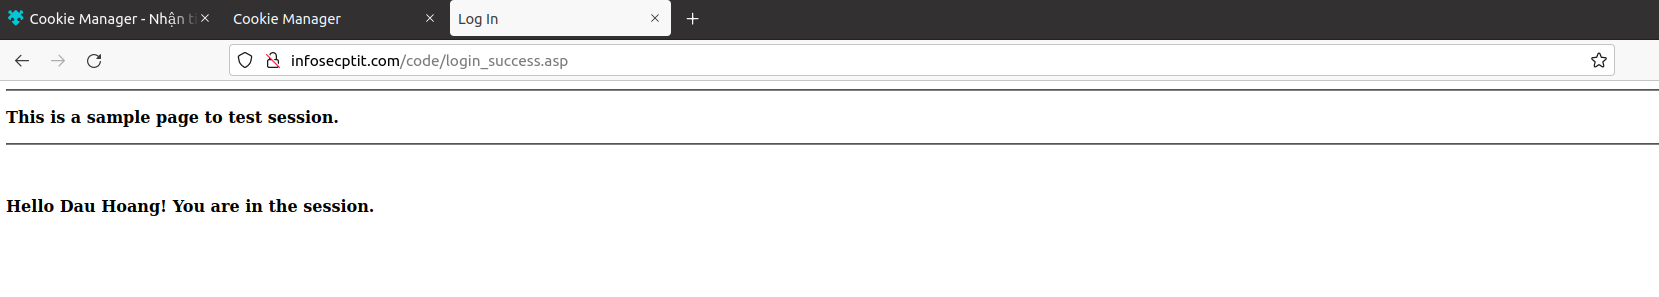 Cookie Manager - Nhận t
Cookie Manager
Log In
infosecptit.com/code/login_success.asp
This is a sample page to test session.
Hello Dau Hoang! You are in the session.